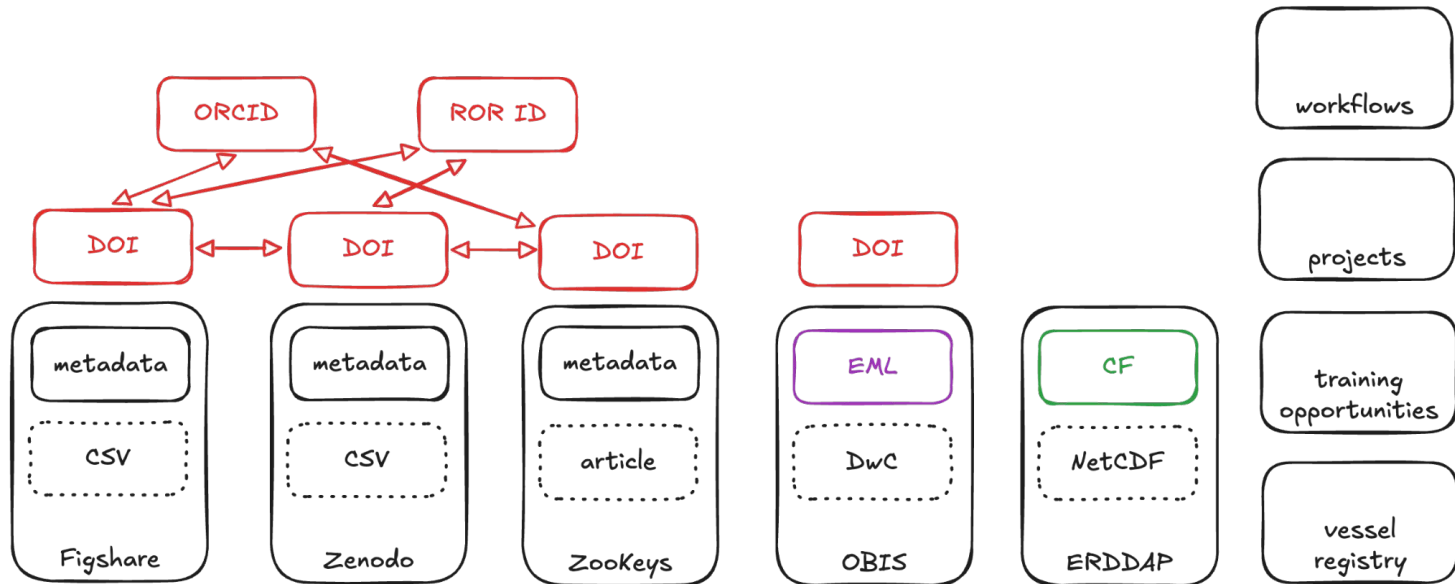 workflows
ORCID
ROR ID
projects
DOI
DOI
DOI
DOI
metadata
metadata
metadata
EML
CF
training
opportunities
CSV
CSV
article
DwC
NetCDF
Figshare
Zenodo
ZooKeys
OBIS
ERDDAP
vessel
registry